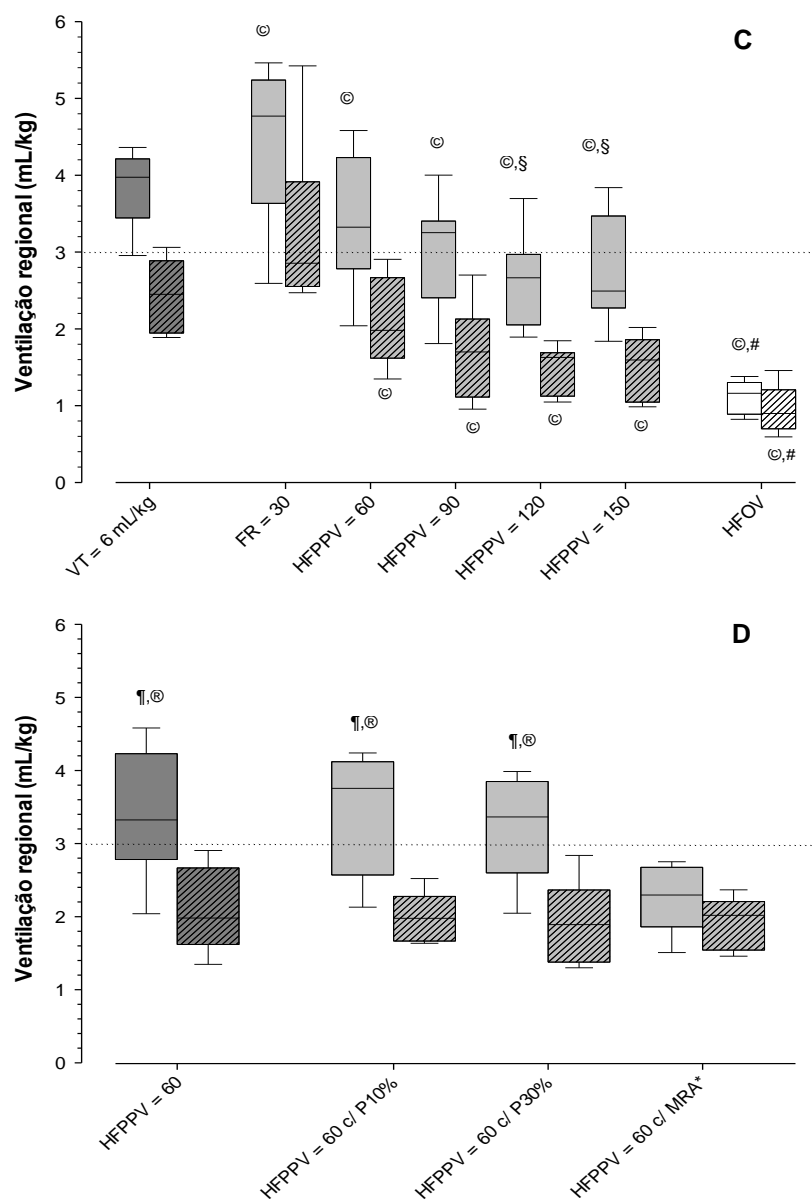 C
Ventilação regional (mL/kg)
6
5
4
3
2
1
0
©
©
©
©,§
©,§
©,#
©
©
©
©
©,#
VT = 6 mL/kg
FR = 30
HFPPV = 60
HFPPV = 90
HFPPV = 120
HFPPV = 150
HFOV
D
Ventilação regional (mL/kg)
6
5
4
3
2
1
0
¶,®
¶,®
¶,®
HFPPV = 60
HFPPV = 60 c/ P10%
HFPPV = 60 c/ P30%
HFPPV = 60 c/ MRA*